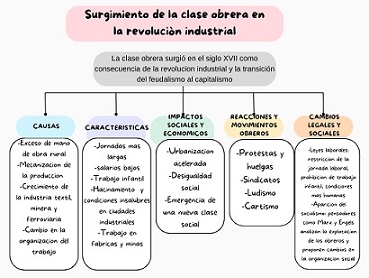 Surgimiento de la clase obrera en
la revoluciòn industrial
La clase obrera surgió en el siglo XVII como
consecuencia de la revolucion industrial y la transición
del feudalismo al capitalismo
CAUSAS
-Exceso de mano
de obra rural
-Mecanizacion de
la produccion
-Crecimiento de
la industria textil,
minera y
ferroviaria
-Cambio en la
organizacion del
trabajo
CARACTERISTICAS
-Jornadas mas
largas
-salarios bajos
-Trabajo infantil
-Hacinamiento y
condiciones insalubres
en ciudades
industriales
-Trabajo en
fabricas y minas
IMPACTOS
SOCIALES Y
ECONOMICOS
-Urbanizacion
acelerada
-Desigualdad
social
-Emergencia de
una nueva clase
social
REACCIONES Y
MOVIMIENTOS
OBREROS
-Protestas y
huelgas
-Sindicatos
-Ludismo
-Cartismo
CAMBIOS
LEGALES Y
SOCIALES
-Leyes laborales:
restriccion de la
jornada laboral,
prohibicion de trabajo
infantil, condiciones
mas humanas
-Aparicion del
socialismo: pensadores
como Marx y Engels
analizan la explotacion
de los obreros y
proponen cambios en
la organizacion social